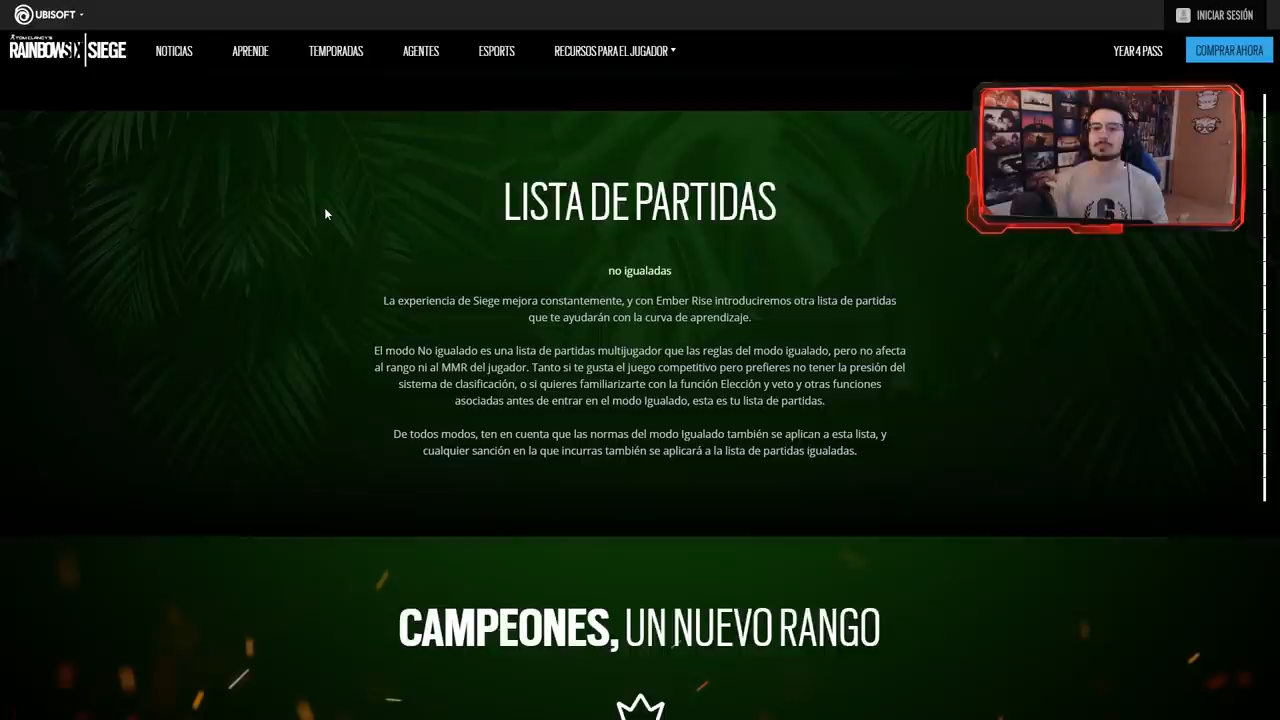 UBISOFT
INICIAR SESIÓN
TOM CLANCY'S
RAINBOWSIX | SIEGE
NOTICIAS
APRENDE
TEMPORADAS
AGENTES
ESPORTS
RECURSOS PARA EL JUGADOR
YEAR 4 PASS
COMPRAR AHORA
LISTA DE PARTIDAS
no igualadas
La experiencia de Siege mejora constantemente, y con Ember Rise introduciremos otra lista de partidas
que te ayudarán con la curva de aprendizaje.
El modo No igualado es una lista de partidas multijugador que las reglas del modo igualado, pero no afecta
al rango ni al MMR del jugador. Tanto si te gusta el juego competitivo pero prefieres no tener la presión del
sistema de clasificación, o si quieres familiarizarte con la función Elección y veto y otras funciones
asociadas antes de entrar en el modo Igualado, esta es tu lista de partidas.
De todos modos, ten en cuenta que las normas del modo Igualado también se aplican a esta lista, y
cualquier sanción en la que incurras también se aplicará a la lista de partidas igualadas.
CAMPEONES, UN NUEVO RANGO